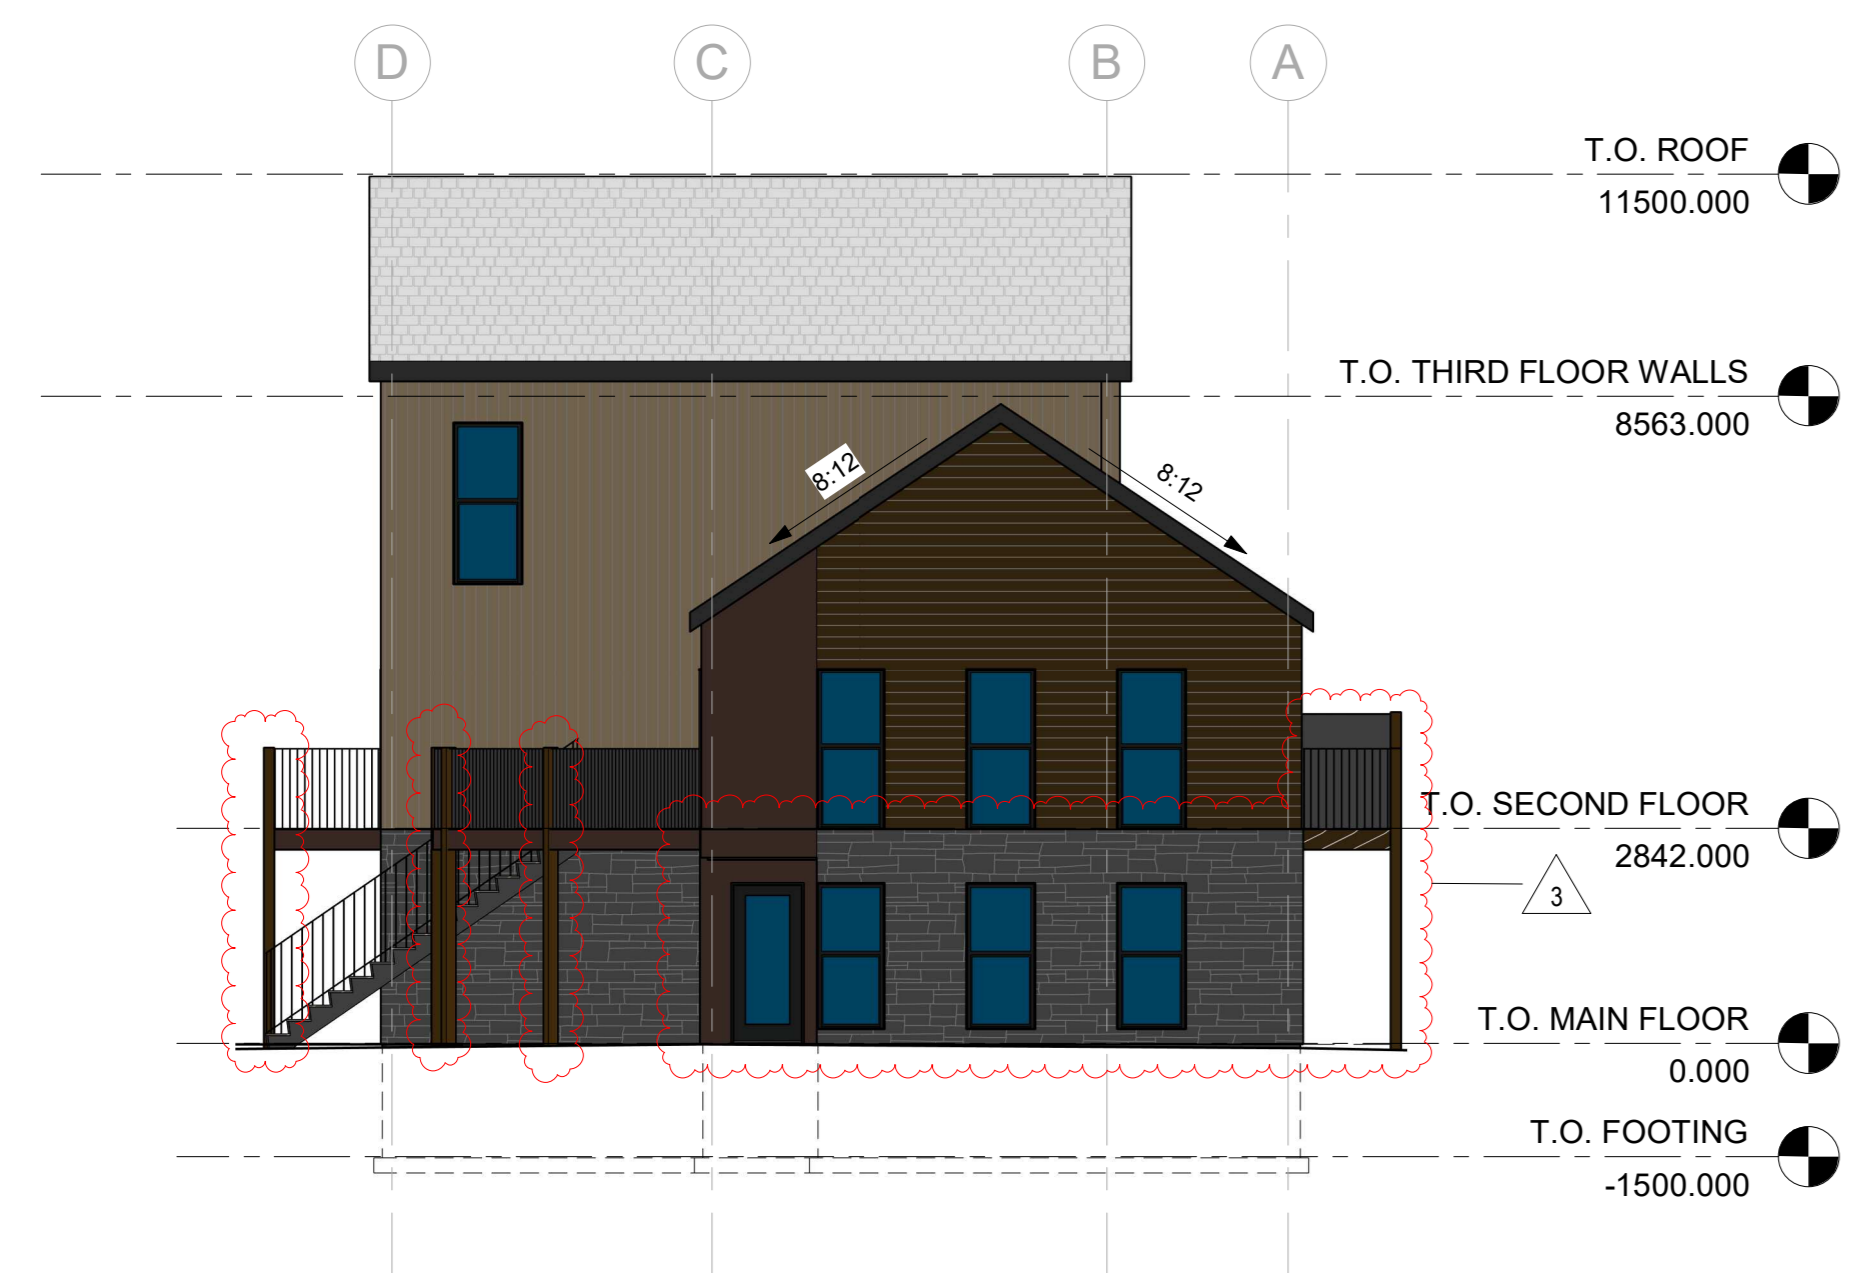 D C B A
T.O. ROOF
11500.000
T.O. THIRD FLOOR WALLS
8563.000
8:12
8:12
T.O. SECOND FLOOR
2842.000
3
T.O. MAIN FLOOR
0.000
T.O. FOOTING
-1500.000